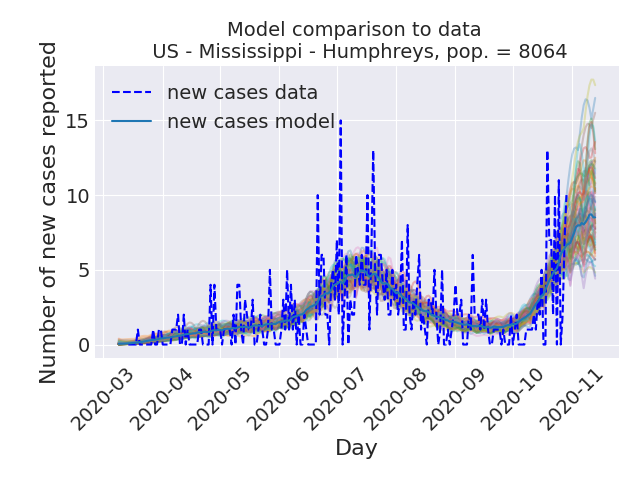 Model comparison to data
US - Mississippi - Humphreys, pop. = 8064
Number of new cases reported
new cases data
new cases model
15
10
5
0
2020-03
2020-04
2020-05
2020-06
2020-07
2020-08
2020-09
2020-10
2020-11
Day